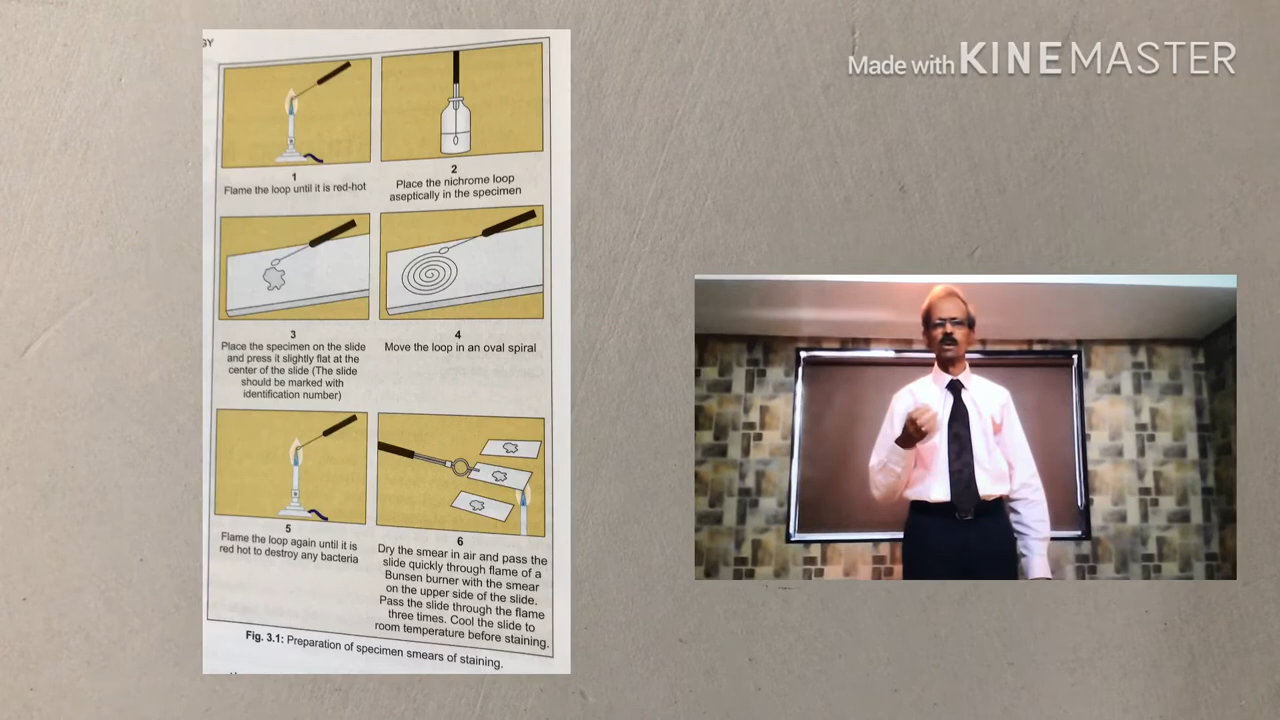 GY
Made with KINEMASTER
1
Flame the loop until it is red-hot
2
Place the nichrome loop
aseptically in the specimen
3
Place the specimen on the slide
and press it slightly flat at the
center of the slide (The slide
should be marked with
identification number)
4
Move the loop in an oval spiral
5
Flame the loop again until it is
red hot to destroy any bacteria
6
Dry the smear in air and pass the
slide quickly through flame of a
Bunsen burner with the smear
on the upper side of the slide.
Pass the slide through the flame
three times. Cool the slide to
room temperature before staining.
Fig. 3.1: Preparation of specimen smears of staining.